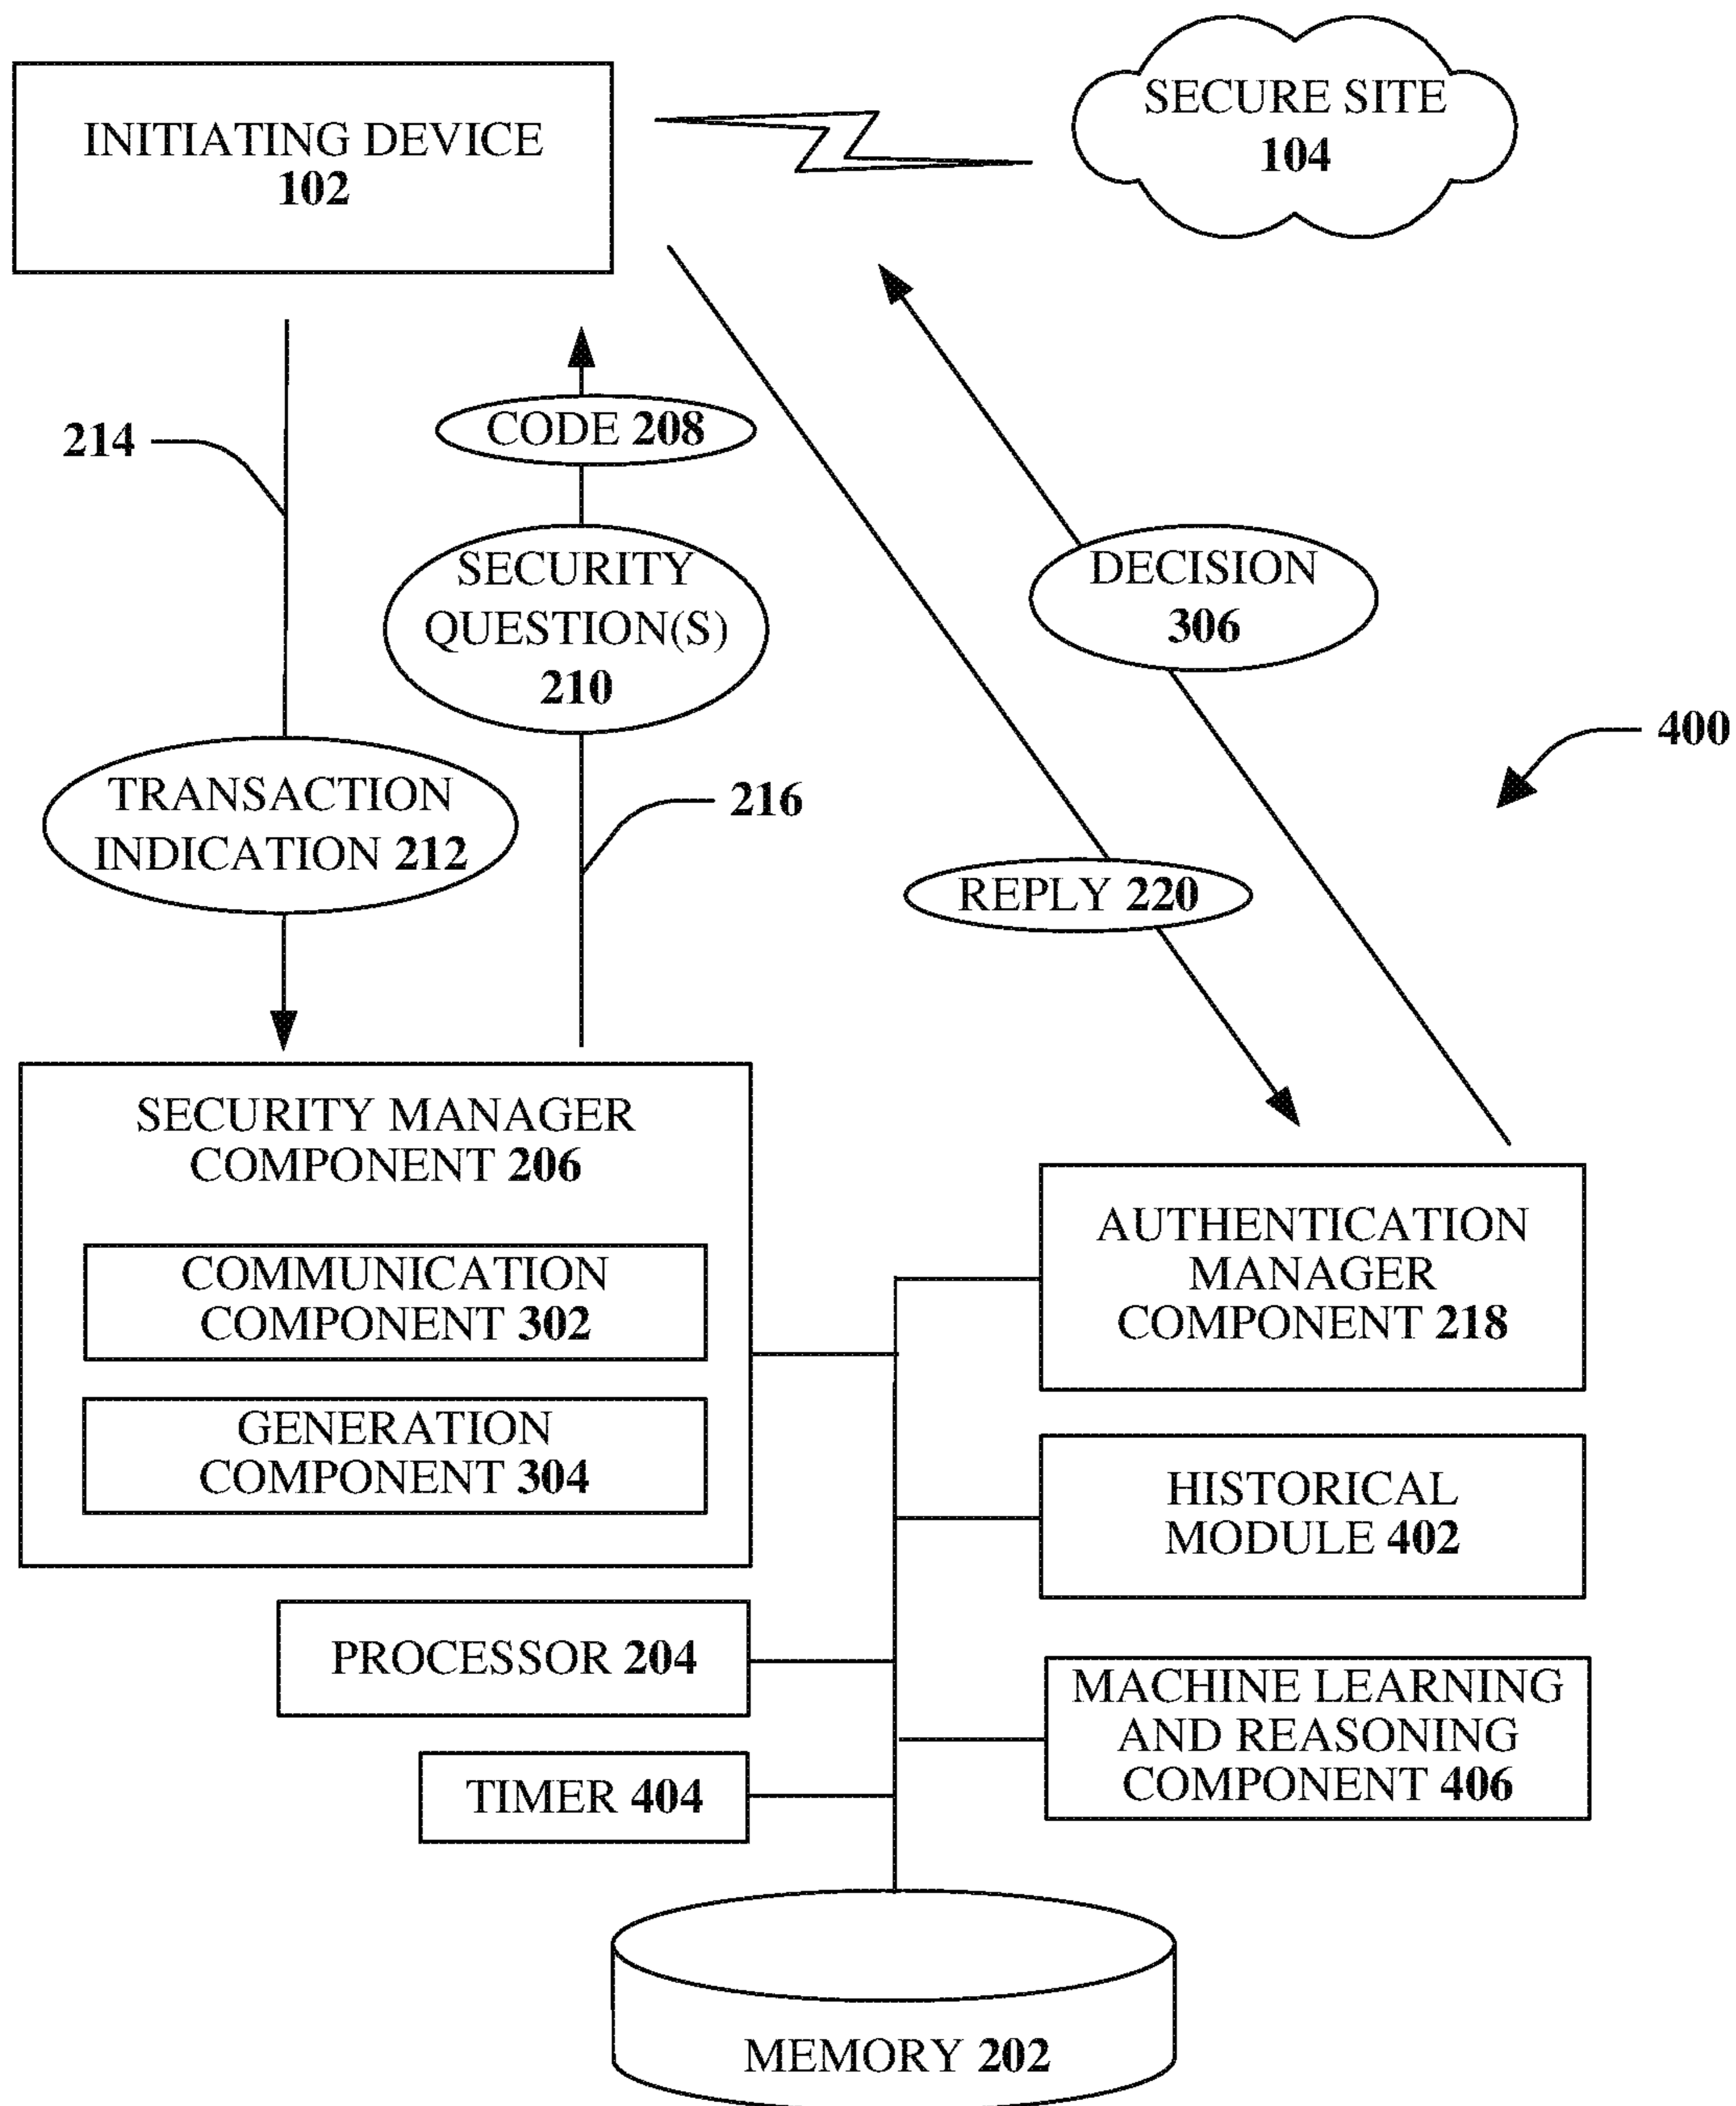 INITIATING DEVICE
102
SECURE SITE
104
214
CODE 208
SECURITY
QUESTION(S)
210
DECISION
306
400
TRANSACTION
INDICATION 212
216
REPLY 220
SECURITY MANAGER
COMPONENT 206
COMMUNICATION
COMPONENT 302
GENERATION
COMPONENT 304
AUTHENTICATION
MANAGER
COMPONENT 218
HISTORICAL
MODULE 402
PROCESSOR 204
MACHINE LEARNING
AND REASONING
COMPONENT 406
TIMER 404
MEMORY 202